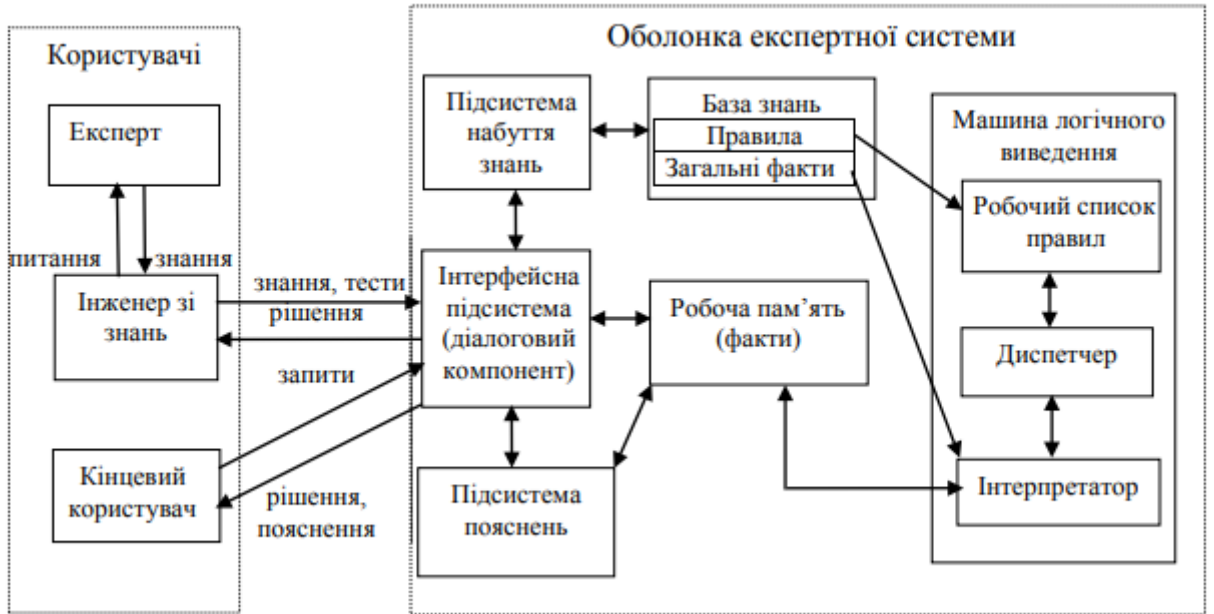 Користувачі
Експерт
питання
знання
Інженер зі
знань
Кінцевий
користувач
знання, тести
рішення
запити
рішення,
пояснення
Оболонка експертної системи
Підсистема
набуття
знань
Інтерфейсна
підсистема
(діалоговий
компонент)
Підсистема
пояснень
База знань
Правила
Загальні факти
Робоча пам’ять
(факти)
Машина логічного
виведення
Робочий список
правил
Диспетчер
Інтерпретатор